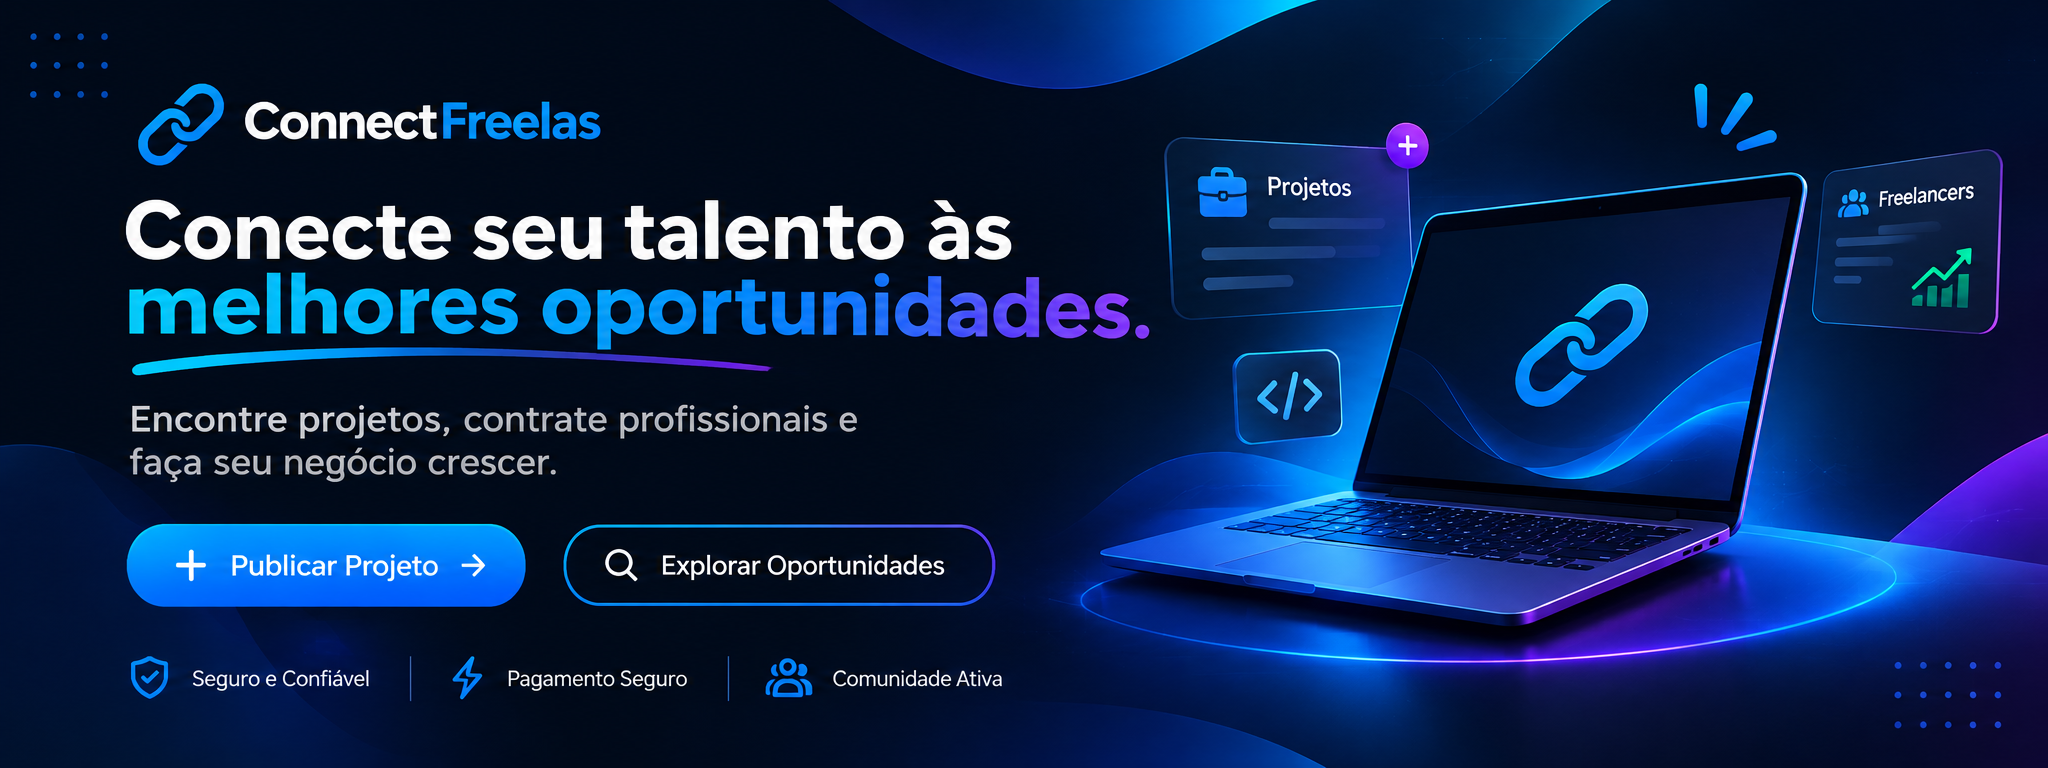 ConnectFreelas
Conecte seu talento às
melhores oportunidades.
Encontre projetos, contrate profissionais e
faça seu negócio crescer.
Publicar Projeto
Explorar Oportunidades
Seguro e Confiável
Pagamento Seguro
Comunidade Ativa
Projetos
Freelancers